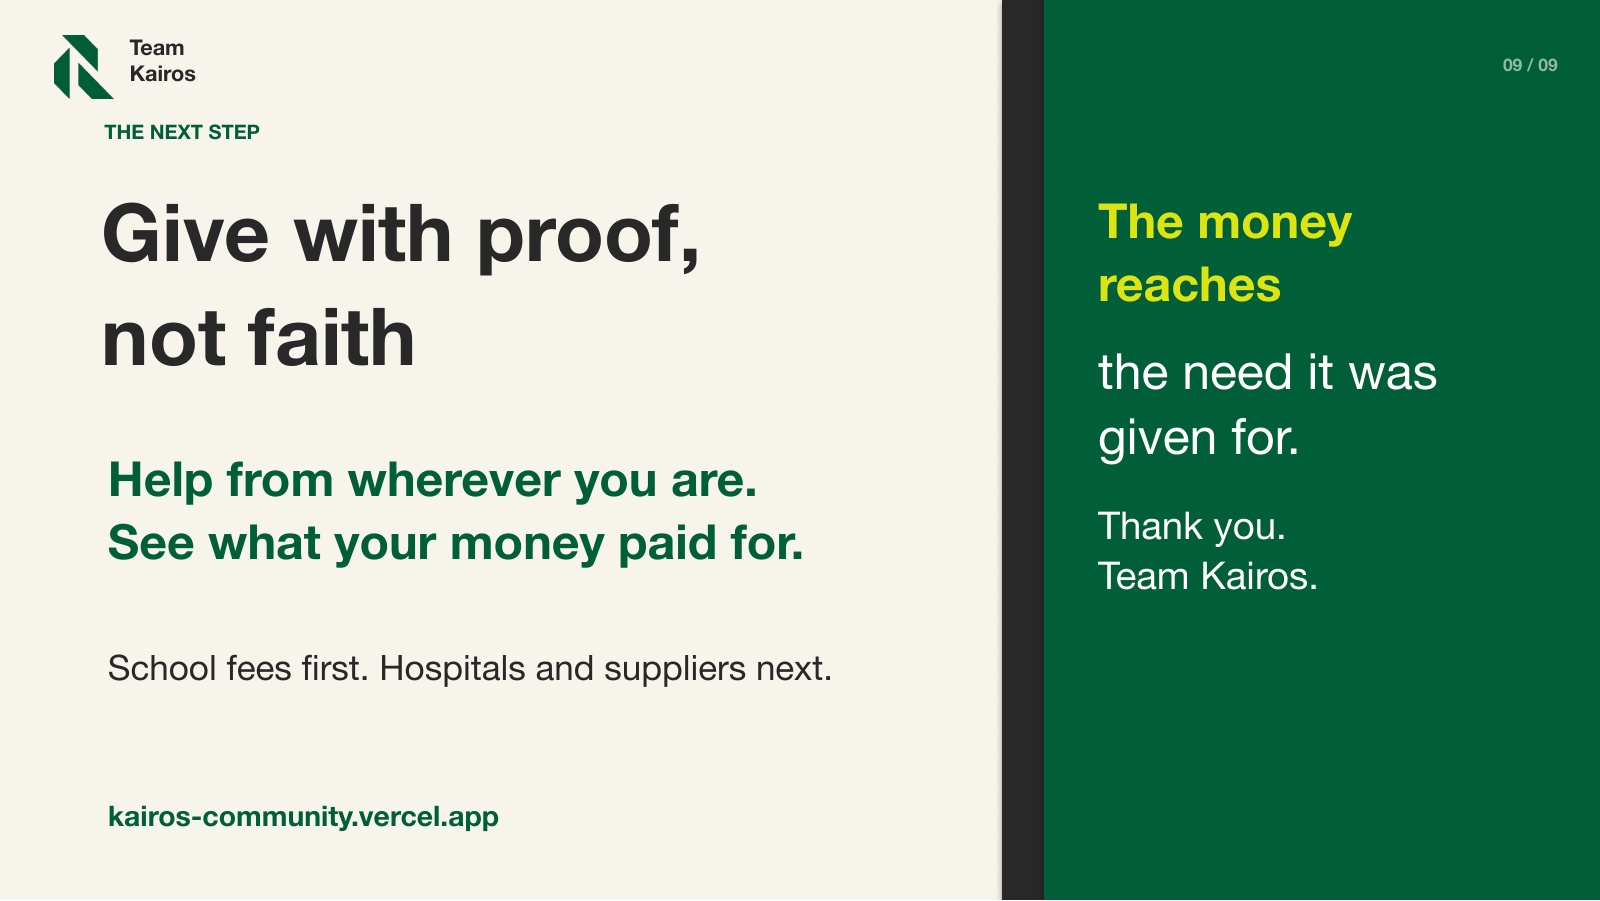 Team
Kairos
THE NEXT STEP
Give with proof,
not faith
Help from wherever you are.
See what your money paid for.
School fees first. Hospitals and suppliers next.
kairos-community.vercel.app
09 / 09
The money
reaches
the need it was
given for.
Thank you.
Team Kairos.